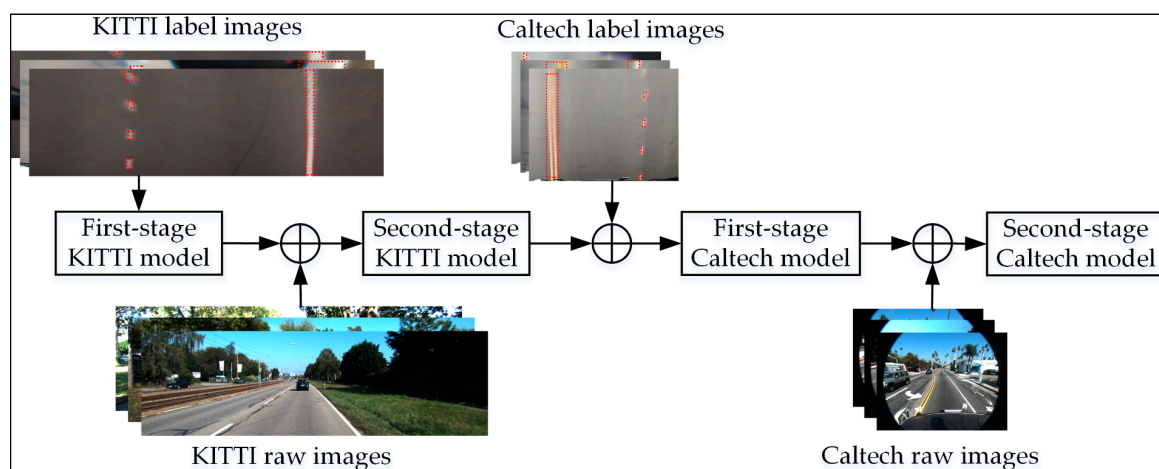 KITTI label images
Caltech label images
First-stage
KITTI model
Second-stage
KITTI model
First-stage
Caltech model
Second-stage
Caltech model
KITTI raw images
Caltech raw images